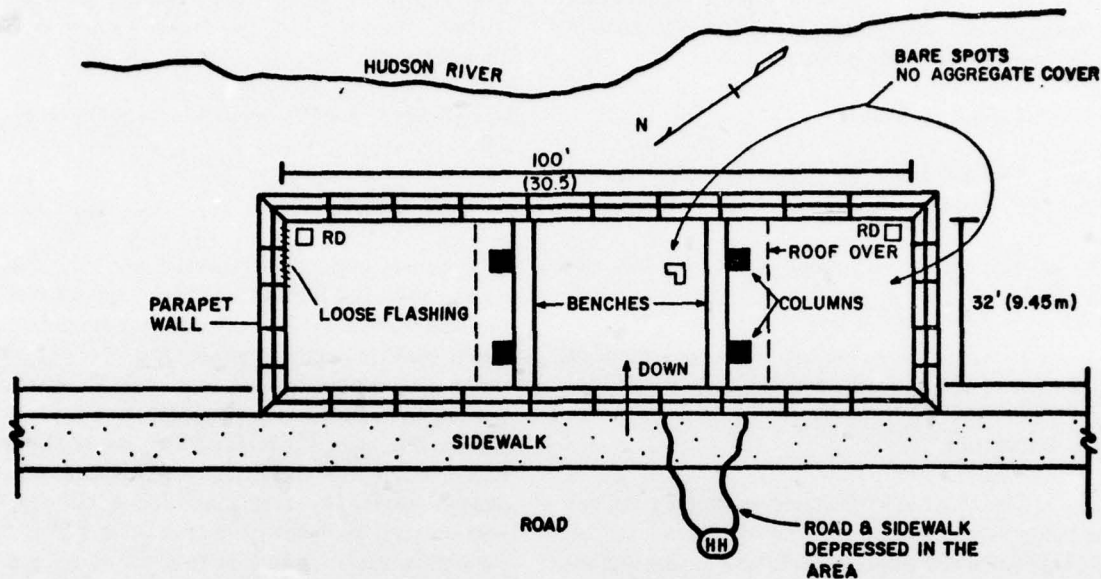 HUDSON RIVER
BARE SPOTS
NO AGGREGATE COVER
N
100'
(30.5)
RD
RD
ROOF OVER
PARAPET
WALL
LOOSE FLASHING
BENCHES
COLUMNS
32' (9.45m)
DOWN
SIDEWALK
ROAD
HH
ROAD & SIDEWALK
DEPRESSED IN THE
AREA